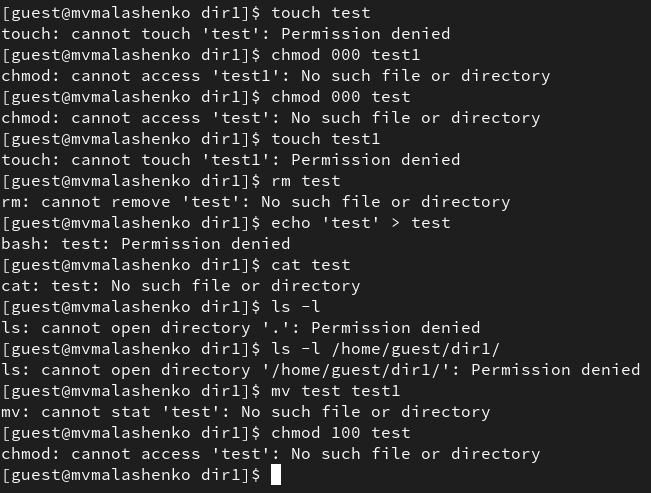 [guest@mvmalashenko dir1]$ touch test
touch: cannot touch 'test': Permission denied
[guest@mvmalashenko dir1]$ chmod 000 test1
chmod: cannot access 'test1': No such file or directory
[guest@mvmalashenko dir1]$ chmod 000 test
chmod: cannot access 'test': No such file or directory
[guest@mvmalashenko dir1]$ touch test1
touch: cannot touch 'test1': Permission denied
[guest@mvmalashenko dir1]$ rm test
rm: cannot remove 'test': No such file or directory
[guest@mvmalashenko dir1]$ echo 'test' > test
bash: test: Permission denied
[guest@mvmalashenko dir1]$ cat test
cat: test: No such file or directory
[guest@mvmalashenko dir1]$ ls -l
ls: cannot open directory '.': Permission denied
[guest@mvmalashenko dir1]$ ls -l /home/guest/dir1/
ls: cannot open directory '/home/guest/dir1/': Permission denied
[guest@mvmalashenko dir1]$ mv test test1
mv: cannot stat 'test': No such file or directory
[guest@mvmalashenko dir1]$ chmod 100 test
chmod: cannot access 'test': No such file or directory
[guest@mvmalashenko dir1]$